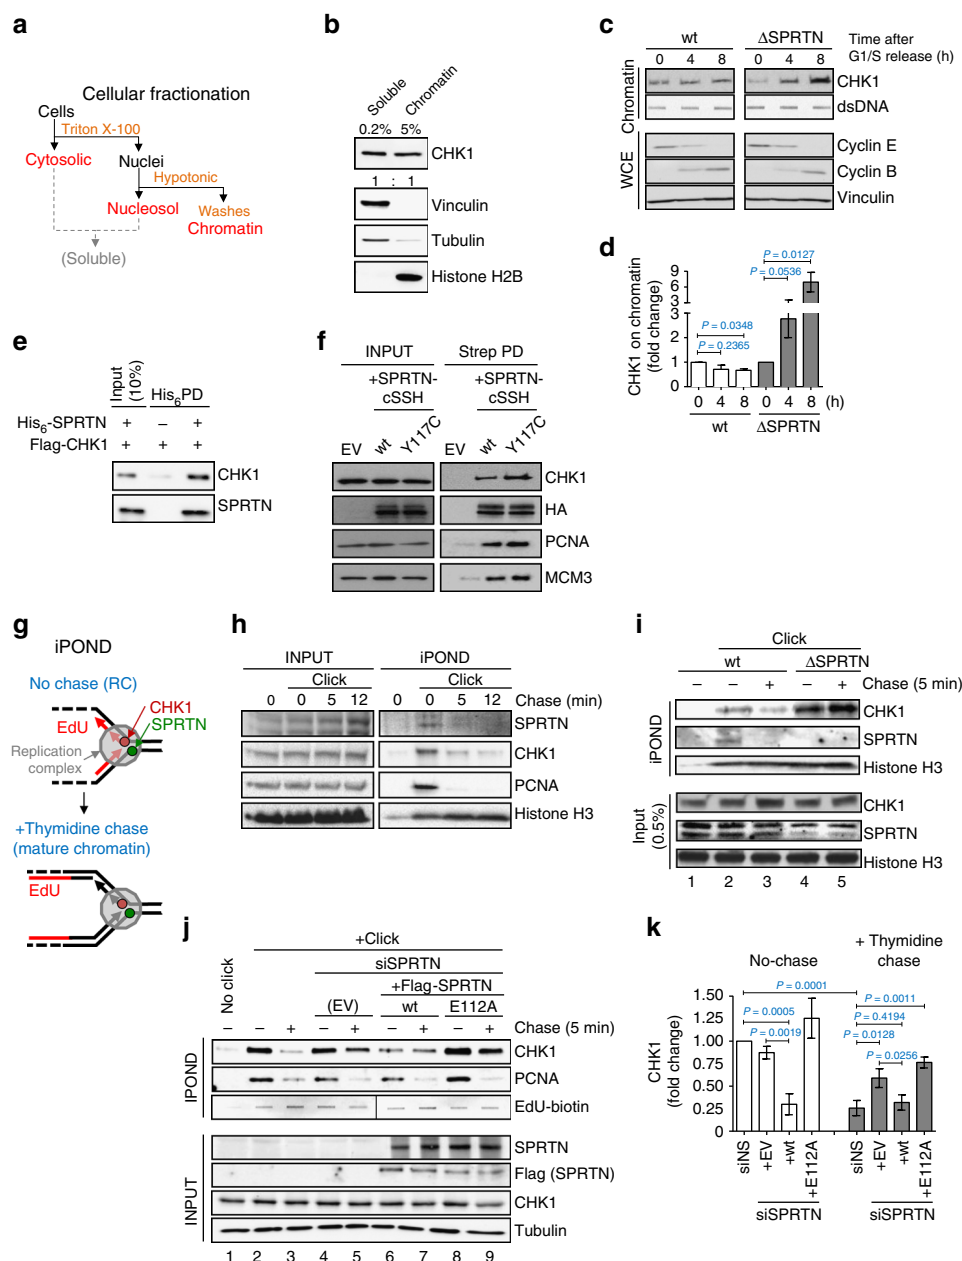 a
Cellular fractionation
Cells
Triton X-100
Cytosolic
Nuclei
Hypotonic
Nucleosol
Washes
Chromatin
(Soluble)
b
Soluble
Chromatin
0.2% 5%
CHK1
1 : 1
Vinculin
Tubulin
Histone H2B
c
wt ΔSPRTN Time after
0 4 8 0 4 8 G1/S release (h)
Chromatin
CHK1
dsDNA
WCE
Cyclin E
Cyclin B
Vinculin
d
CHK1 on chromatin
(fold change)
9
6
3
3
2
1
0
P = 0.0127
P = 0.0536
P = 0.0348
P = 0.2365
0 4 8 0 4 8 (h)
wt ΔSPRTN
e
Input
(10%)
His6PD
His6-SPRTN + – +
Flag-CHK1 + + +
CHK1
SPRTN
f
INPUT Strep PD
+SPRTN-
cSSH
+SPRTN-
cSSH
EV wt Y117C EV wt Y117C
CHK1
HA
PCNA
MCM3
g
iPOND
No chase (RC)
CHK1
EdU
SPRTN
Replication
complex
+Thymidine chase
(mature chromatin)
EdU
h
INPUT iPOND
Click Click
0 0 5 12 0 0 5 12 Chase (min)
SPRTN
CHK1
PCNA
Histone H3
i
Click
wt ΔSPRTN
– – + – + Chase (5 min)
iPOND
CHK1
SPRTN
Histone H3
Input
(0.5%)
CHK1
SPRTN
Histone H3
1 2 3 4 5
j
+Click
siSPRTN
No click
+Flag-SPRTN
(EV) wt E112A
– – + – + – + – + Chase (5 min)
IPOND
CHK1
PCNA
EdU-biotin
INPUT
SPRTN
Flag (SPRTN)
CHK1
Tubulin
1 2 3 4 5 6 7 8 9
k
No-chase
+ Thymidine
chase
CHK1
(fold change)
1.50
1.25
1.00
0.75
0.50
0.25
0
P = 0.0001
P = 0.0005
P = 0.0019
P = 0.0011
P = 0.4194
P = 0.0128
P = 0.0256
siNS +EV +wt +E112A siNS +EV +wt +E112A
siSPRTN siSPRTN